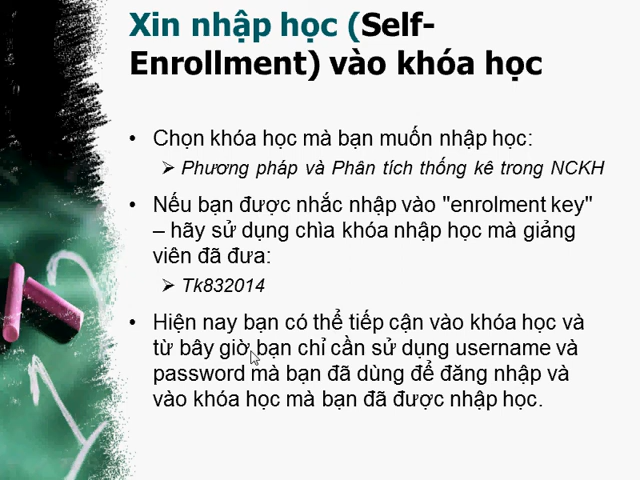 Xin nhập học (Self-
Enrollment) vào khóa học
• Chọn khóa học mà bạn muốn nhập học:
➢ Phương pháp và Phân tích thống kê trong NCKH
• Nếu bạn được nhắc nhập vào "enrolment key"
– hãy sử dụng chìa khóa nhập học mà giảng
viên đã đưa:
➢ Tk832014
• Hiện nay bạn có thể tiếp cận vào khóa học và
từ bây giờ bạn chỉ cần sử dụng username và
password mà bạn đã dùng để đăng nhập và
vào khóa học mà bạn đã được nhập học.